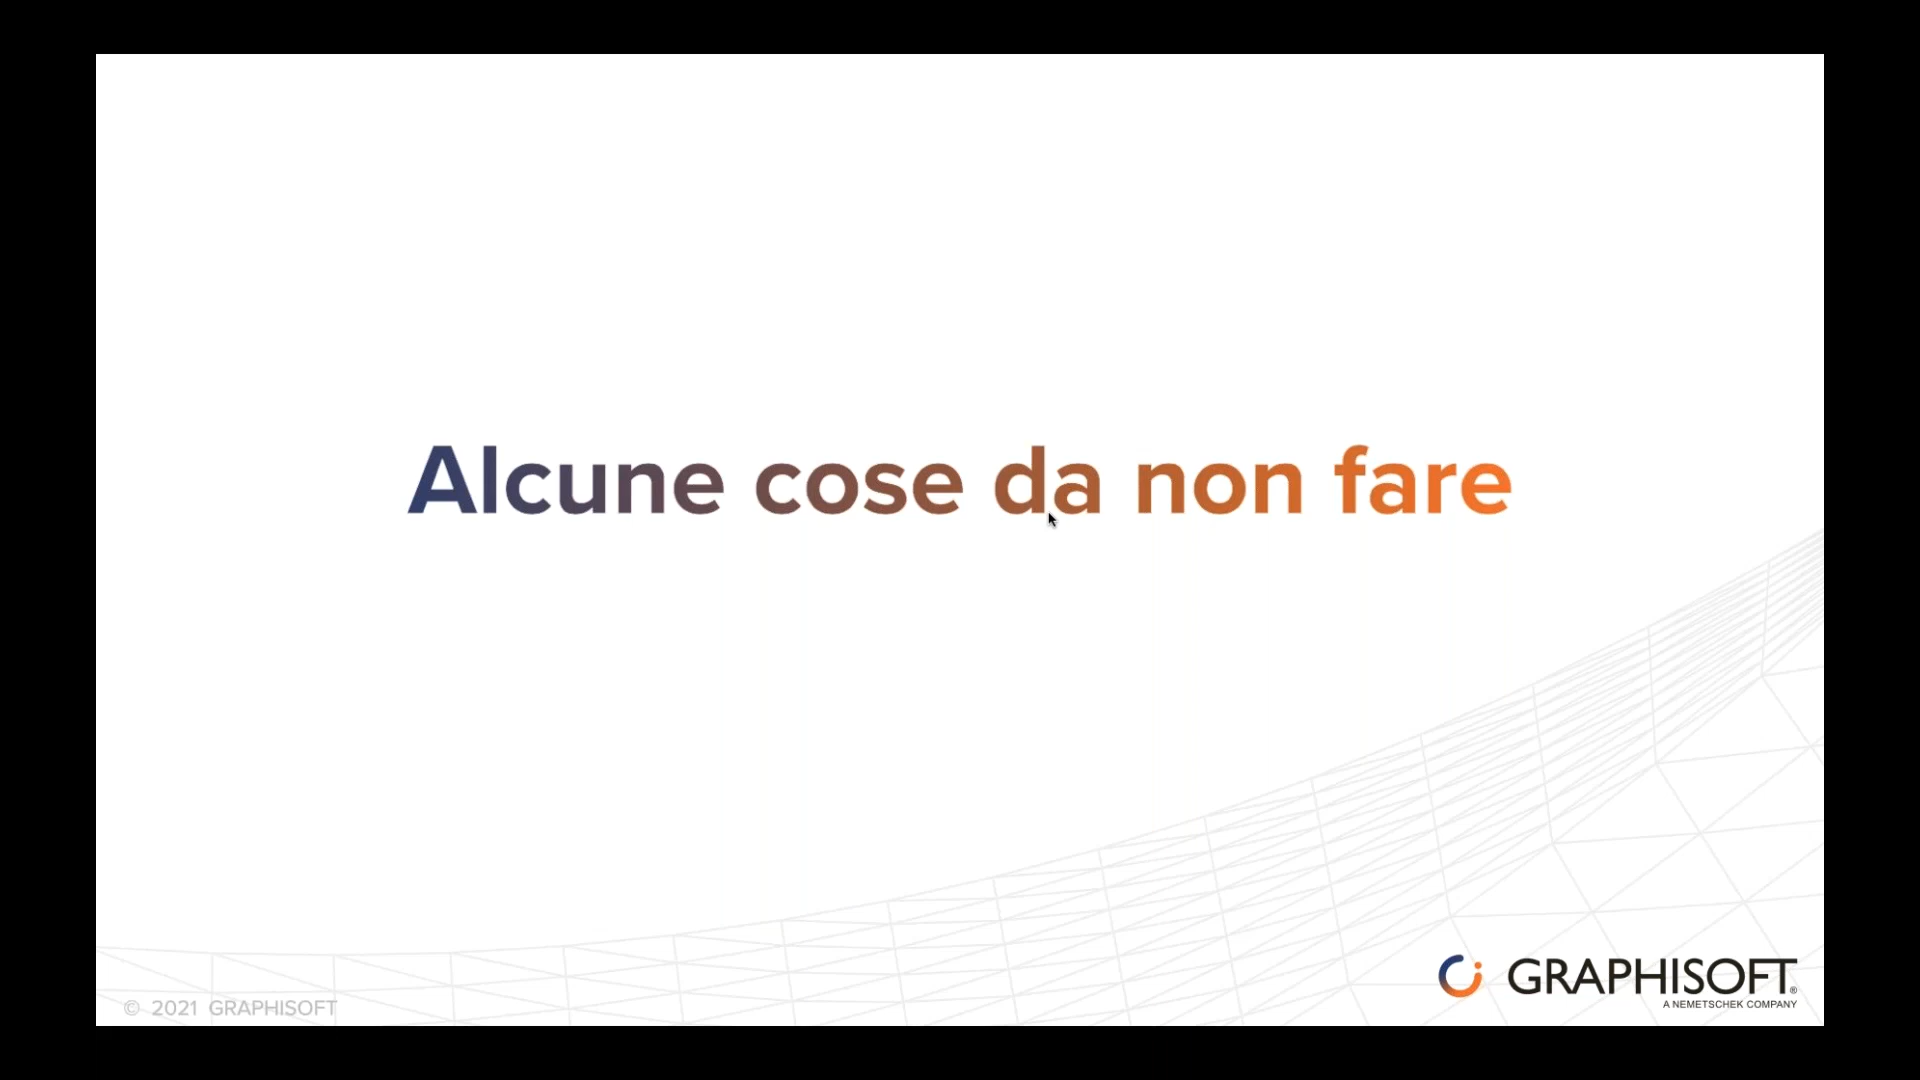 Alcune cose da non fare
© 2021 GRAPHISOFT
GRAPHISOFT®
A NEMETSCHEK COMPANY